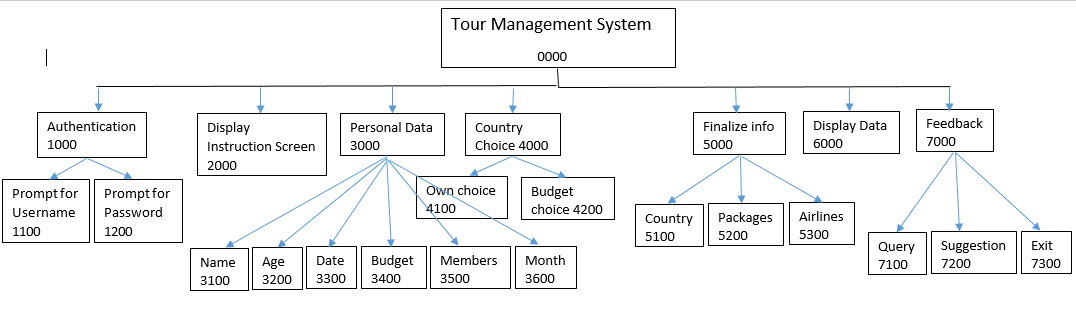 Tour Management System
0000
Authentication
1000
Display
Instruction Screen
2000
Personal Data
3000
Country
Choice 4000
Finalize info
5000
Display Data
6000
Feedback
7000
Prompt for
Username
1100
Prompt for
Password
1200
Own choice
4100
Budget
choice 4200
Country
5100
Packages
5200
Airlines
5300
Name
3100
Age
3200
Date
3300
Budget
3400
Members
3500
Month
3600
Query
7100
Suggestion
7200
Exit
7300